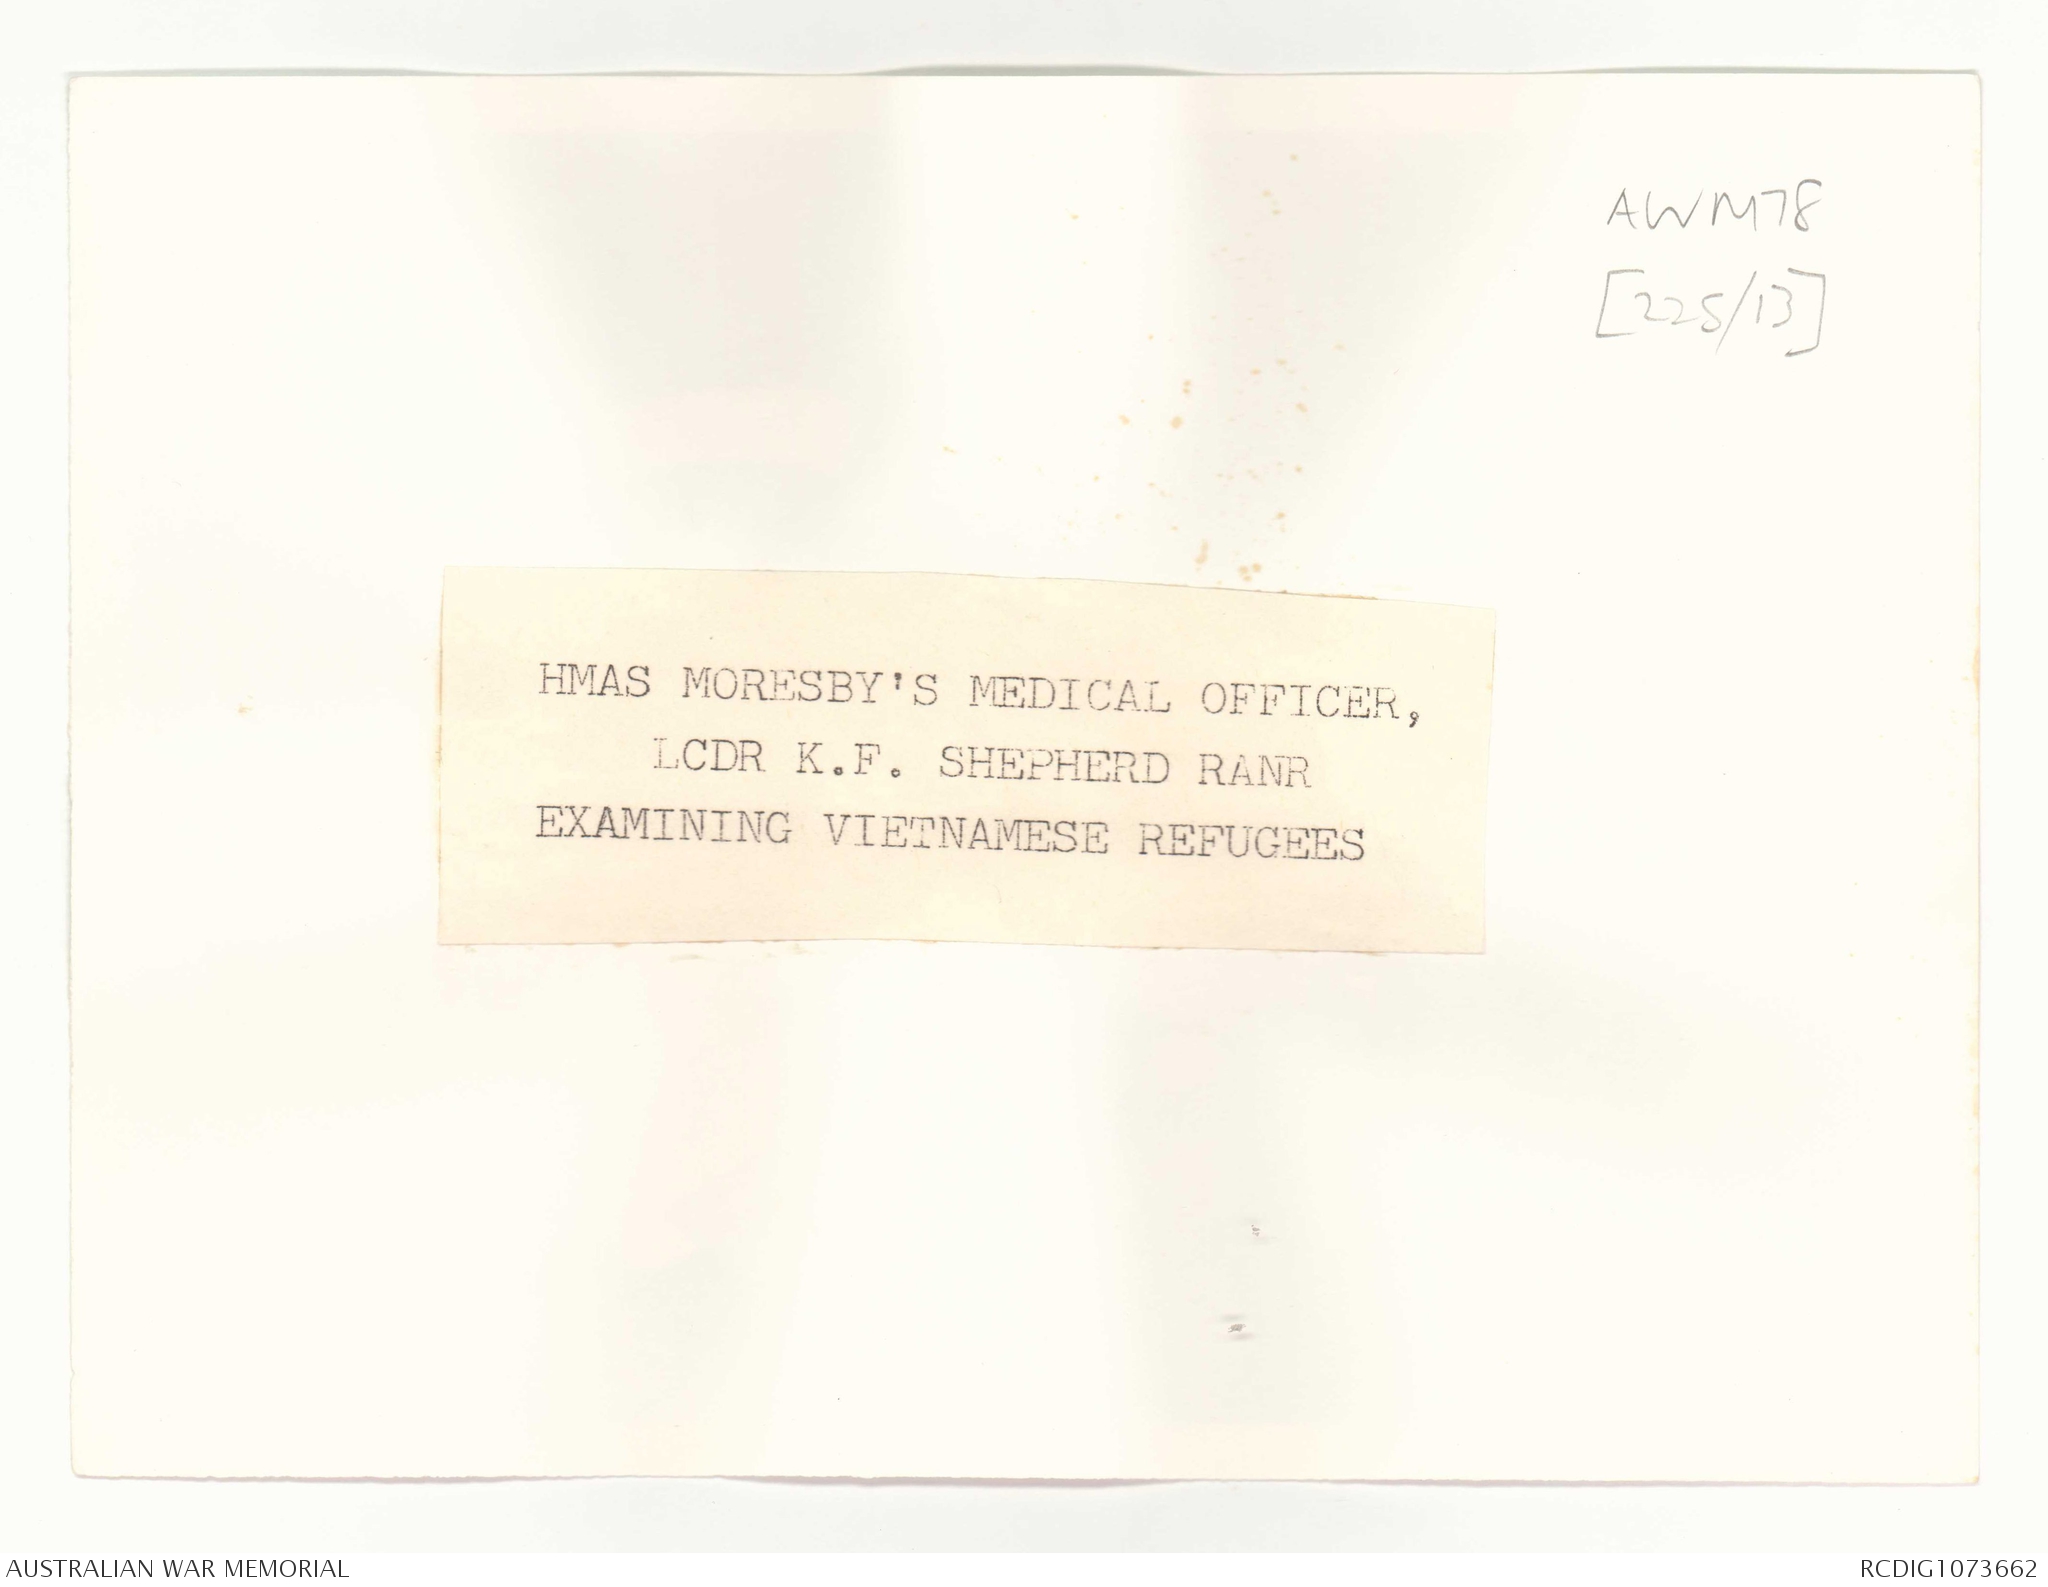 AWM78
[225/13]
HMAS MORESBY'S MEDICAL OFFICER,
LCDR K.F. SHEPHERD RANR
EXAMINING VIETNAMESE REFUGEES
AUSTRALIAN WAR MEMORIAL
RCDIG1073662